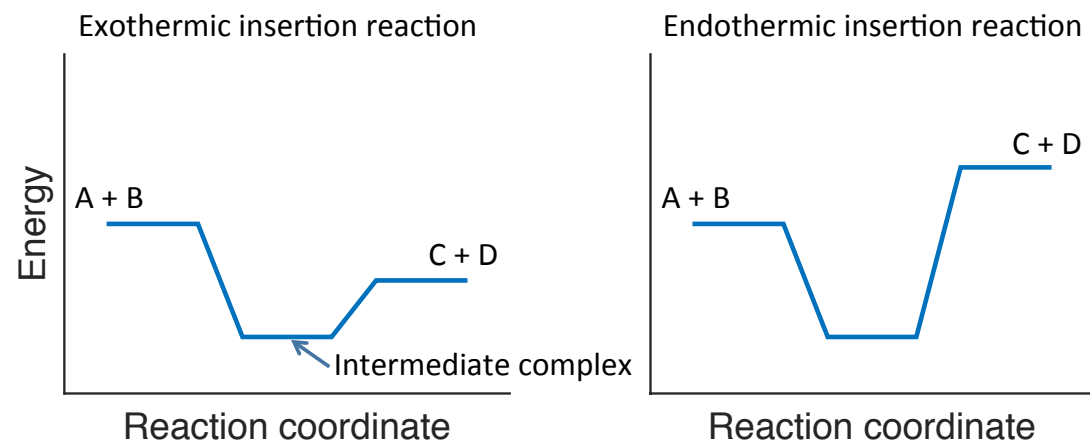 Exothermic insertion reaction
Energy
A + B
C + D
Intermediate complex
Reaction coordinate
Endothermic insertion reaction
A + B
C + D
Reaction coordinate